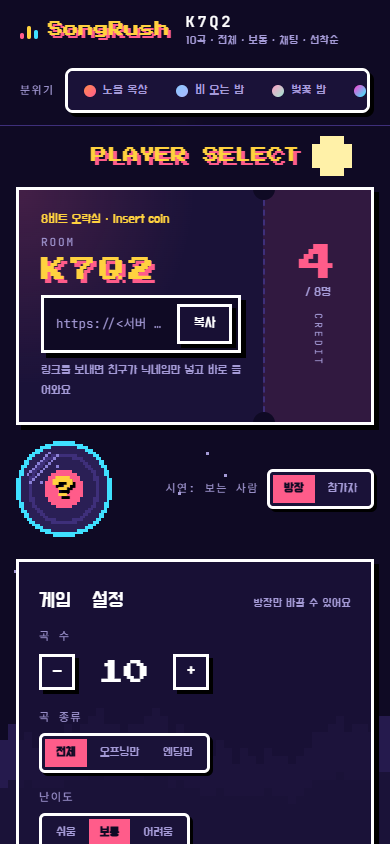 SongRush
K7Q2
10곡 · 전체 · 보통 · 채팅 · 선착순
분위기
노을 옥상
비 오는 밤
벚꽃 밤
PLAYER SELECT
8비트 오락실 · Insert coin
ROOM
K7Q2
https://<서버 …
복사
링크를 보내면 친구가 닉네임만 넣고 바로 들
어와요
4
/ 8명
CREDIT
?
시연: 보는 사람
방장
참가자
게임 설정
방장만 바꿀 수 있어요
곡 수
−
10
+
곡 종류
전체
오프닝만
엔딩만
난이도
쉬움
보통
어려움